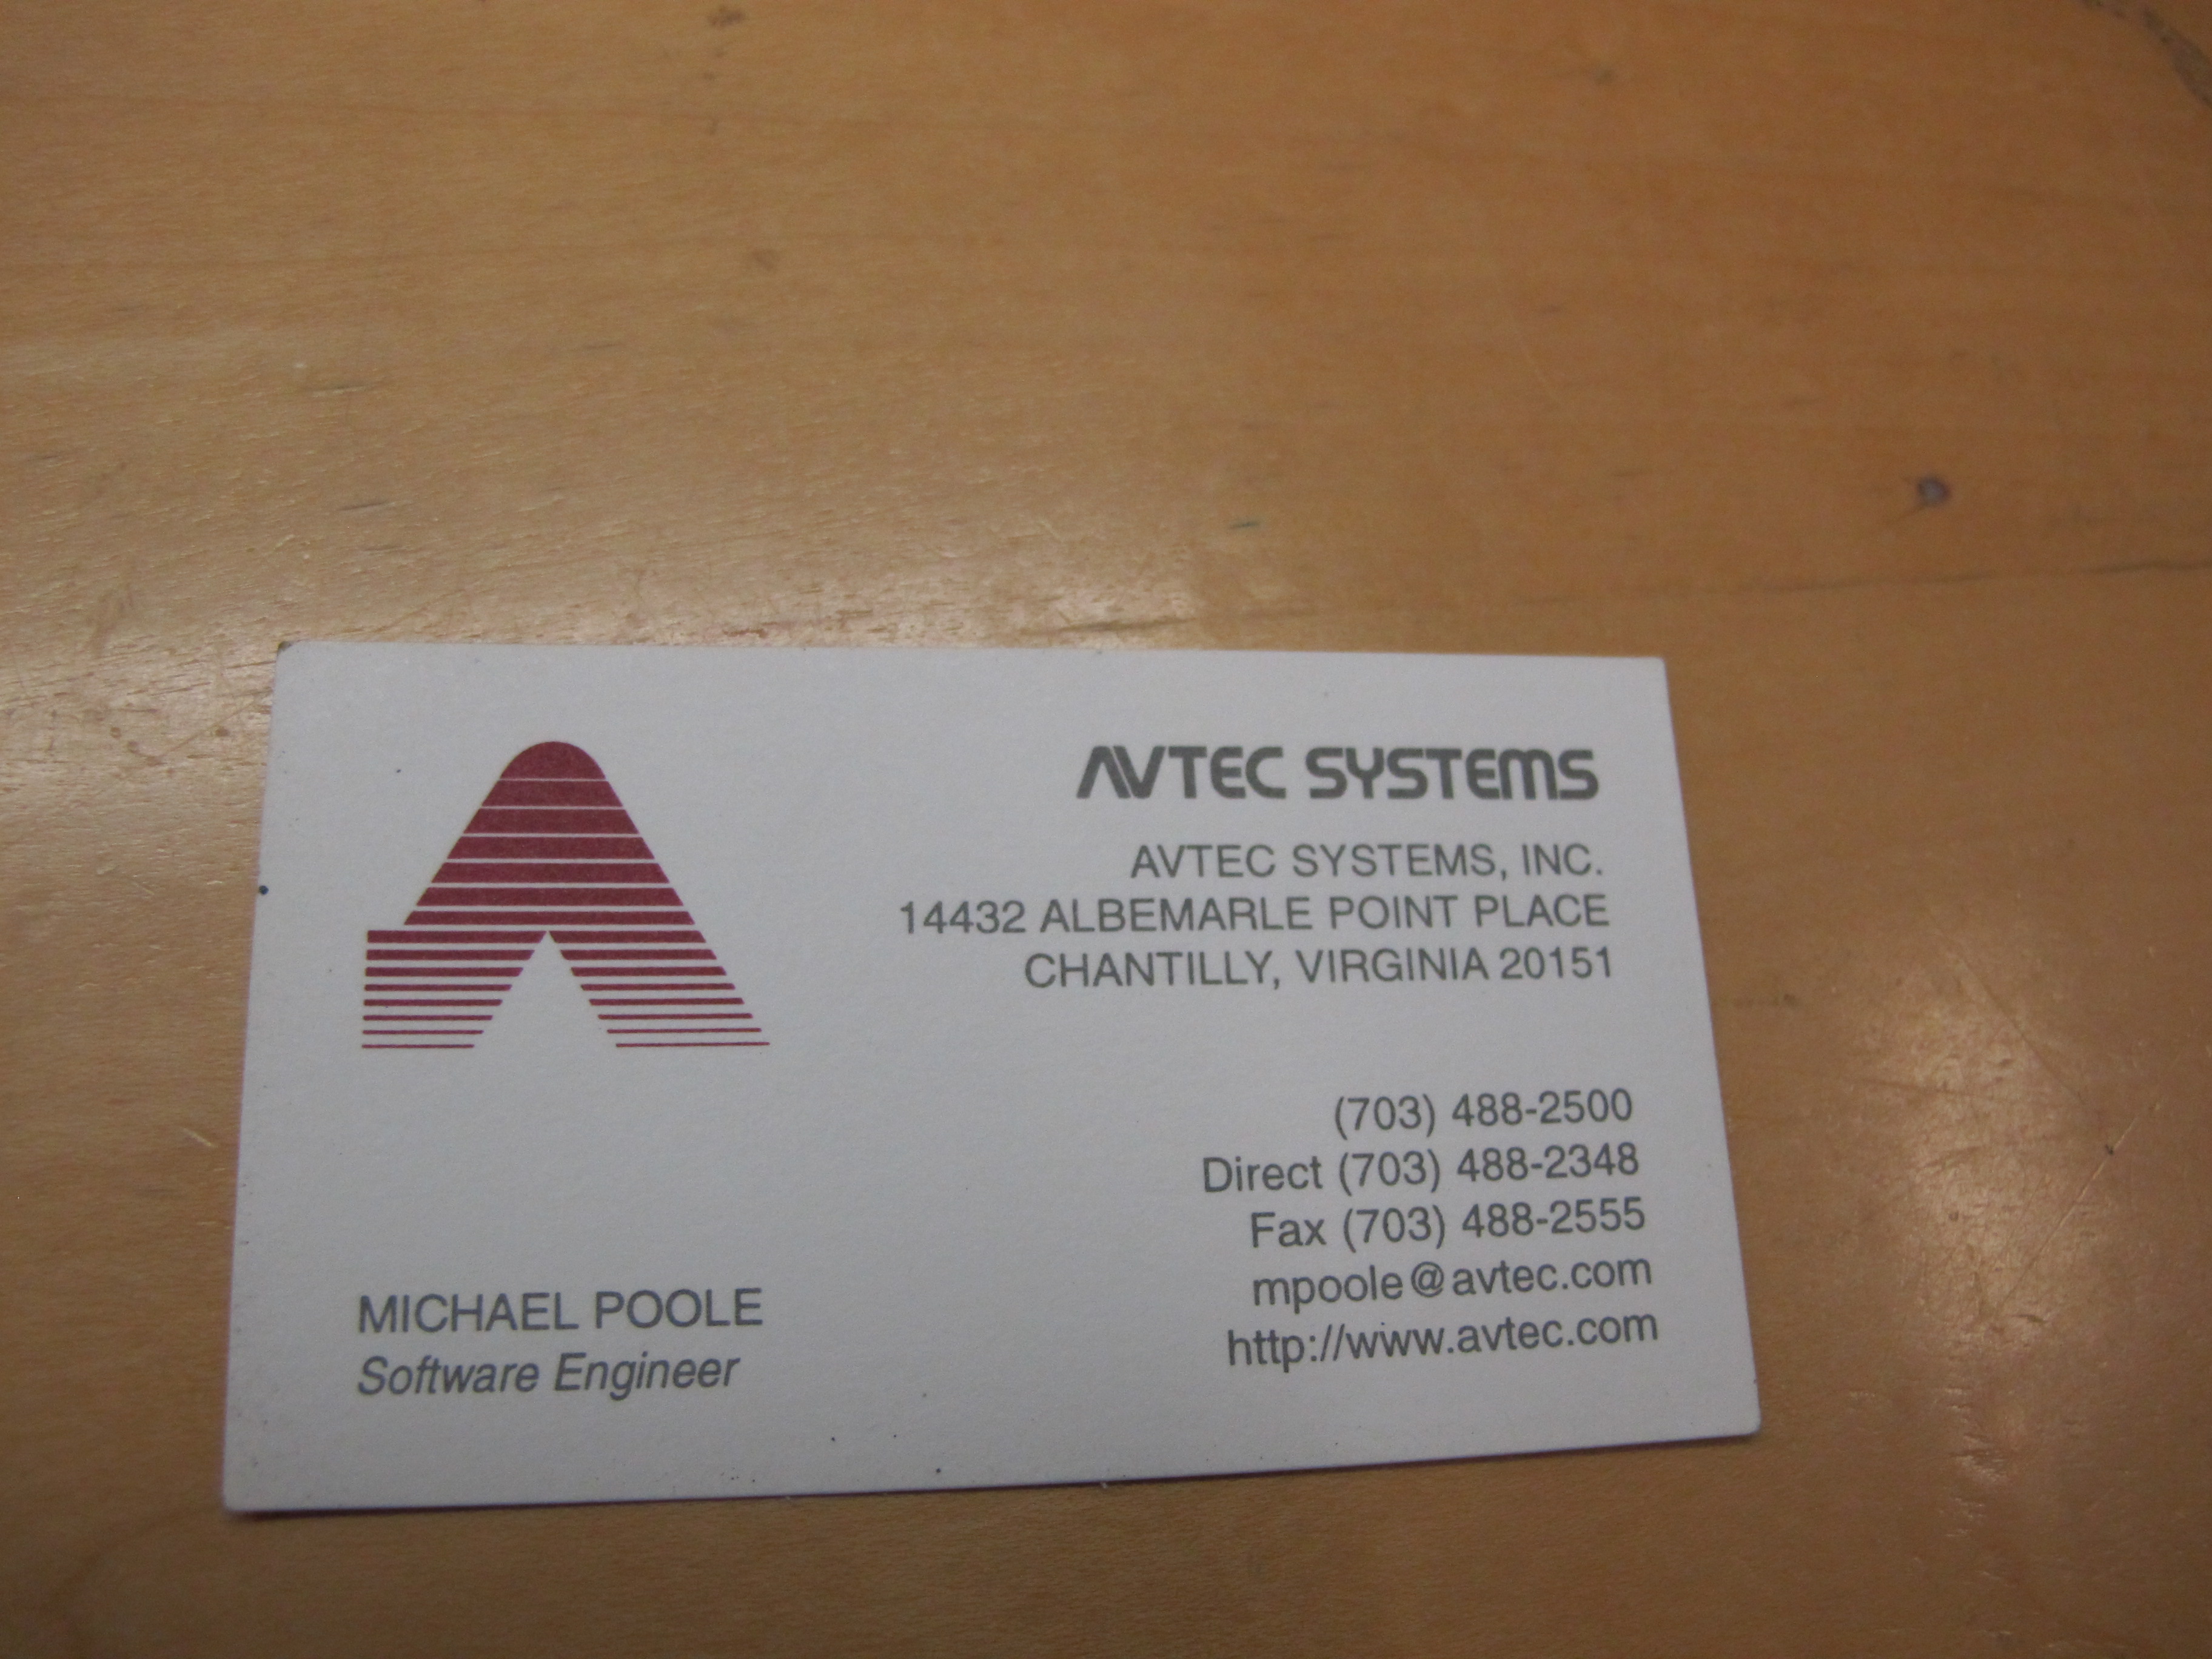 AVTEC SYSTEMS
AVTEC SYSTEMS, INC.
14432 ALBEMARLE POINT PLACE
CHANTILLY, VIRGINIA 20151
(703) 488-2500
Direct (703) 488-2348
Fax (703) 488-2555
mpoole@avtec.com
http://www.avtec.com
MICHAEL POOLE
Software Engineer